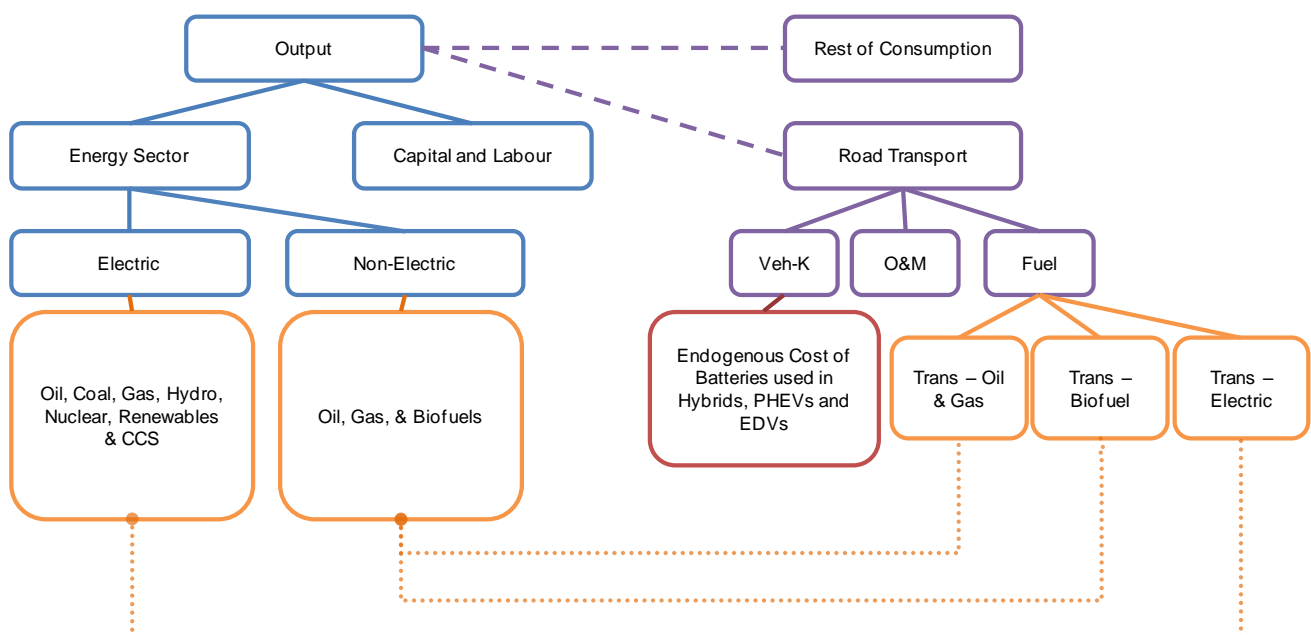 Output
Rest of Consumption
Energy Sector
Capital and Labour
Road Transport
Electric
Non-Electric
Veh-K
O&M
Fuel
Oil, Coal, Gas, Hydro,
Nuclear, Renewables
& CCS
Oil, Gas, & Biofuels
Endogenous Cost of
Batteries used in
Hybrids, PHEVs and
EDVs
Trans – Oil
& Gas
Trans –
Biofuel
Trans –
Electric